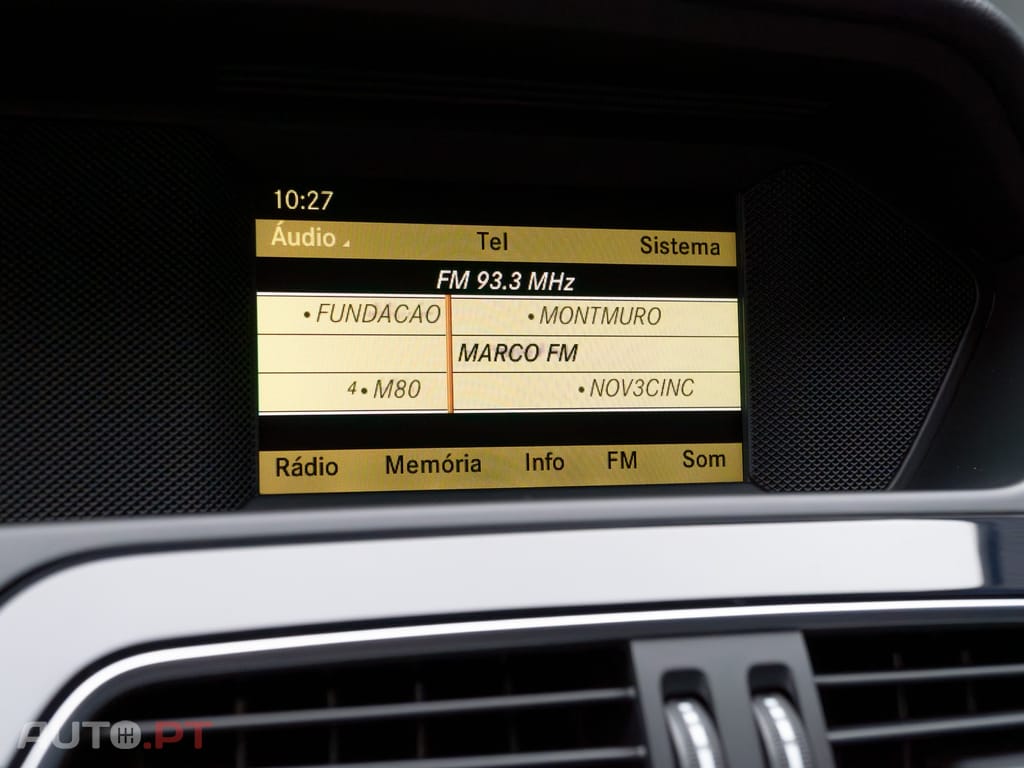 10:27
Áudio Tel Sistema
FM 93.3 MHz
•FUNDACAO •MONTMURO
MARCO FM
4•M80 •NOV3CINC
Rádio Memória Info FM Som
AUTO.PT